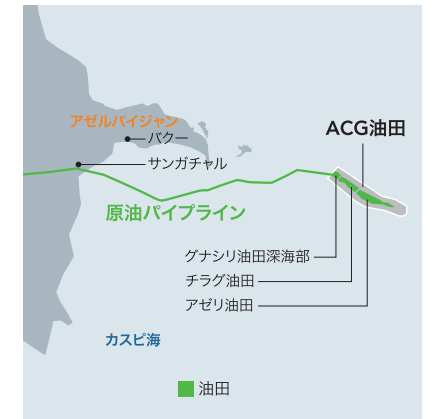 アゼルバイジャン
バクー
ACG油田
サンガチャル
原油パイプライン
グナシリ油田深海部
チラグ油田
アゼリ油田
カスピ海
油田